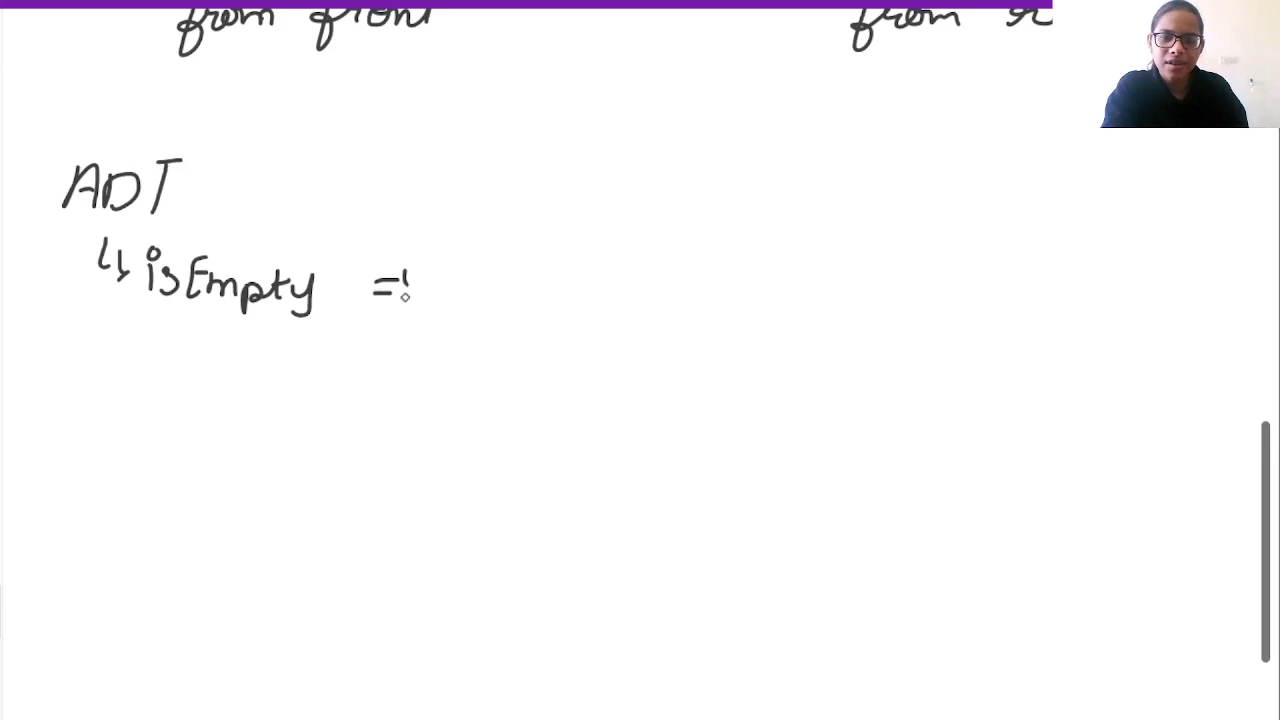 from front from
ADT
↳ isEmpty =